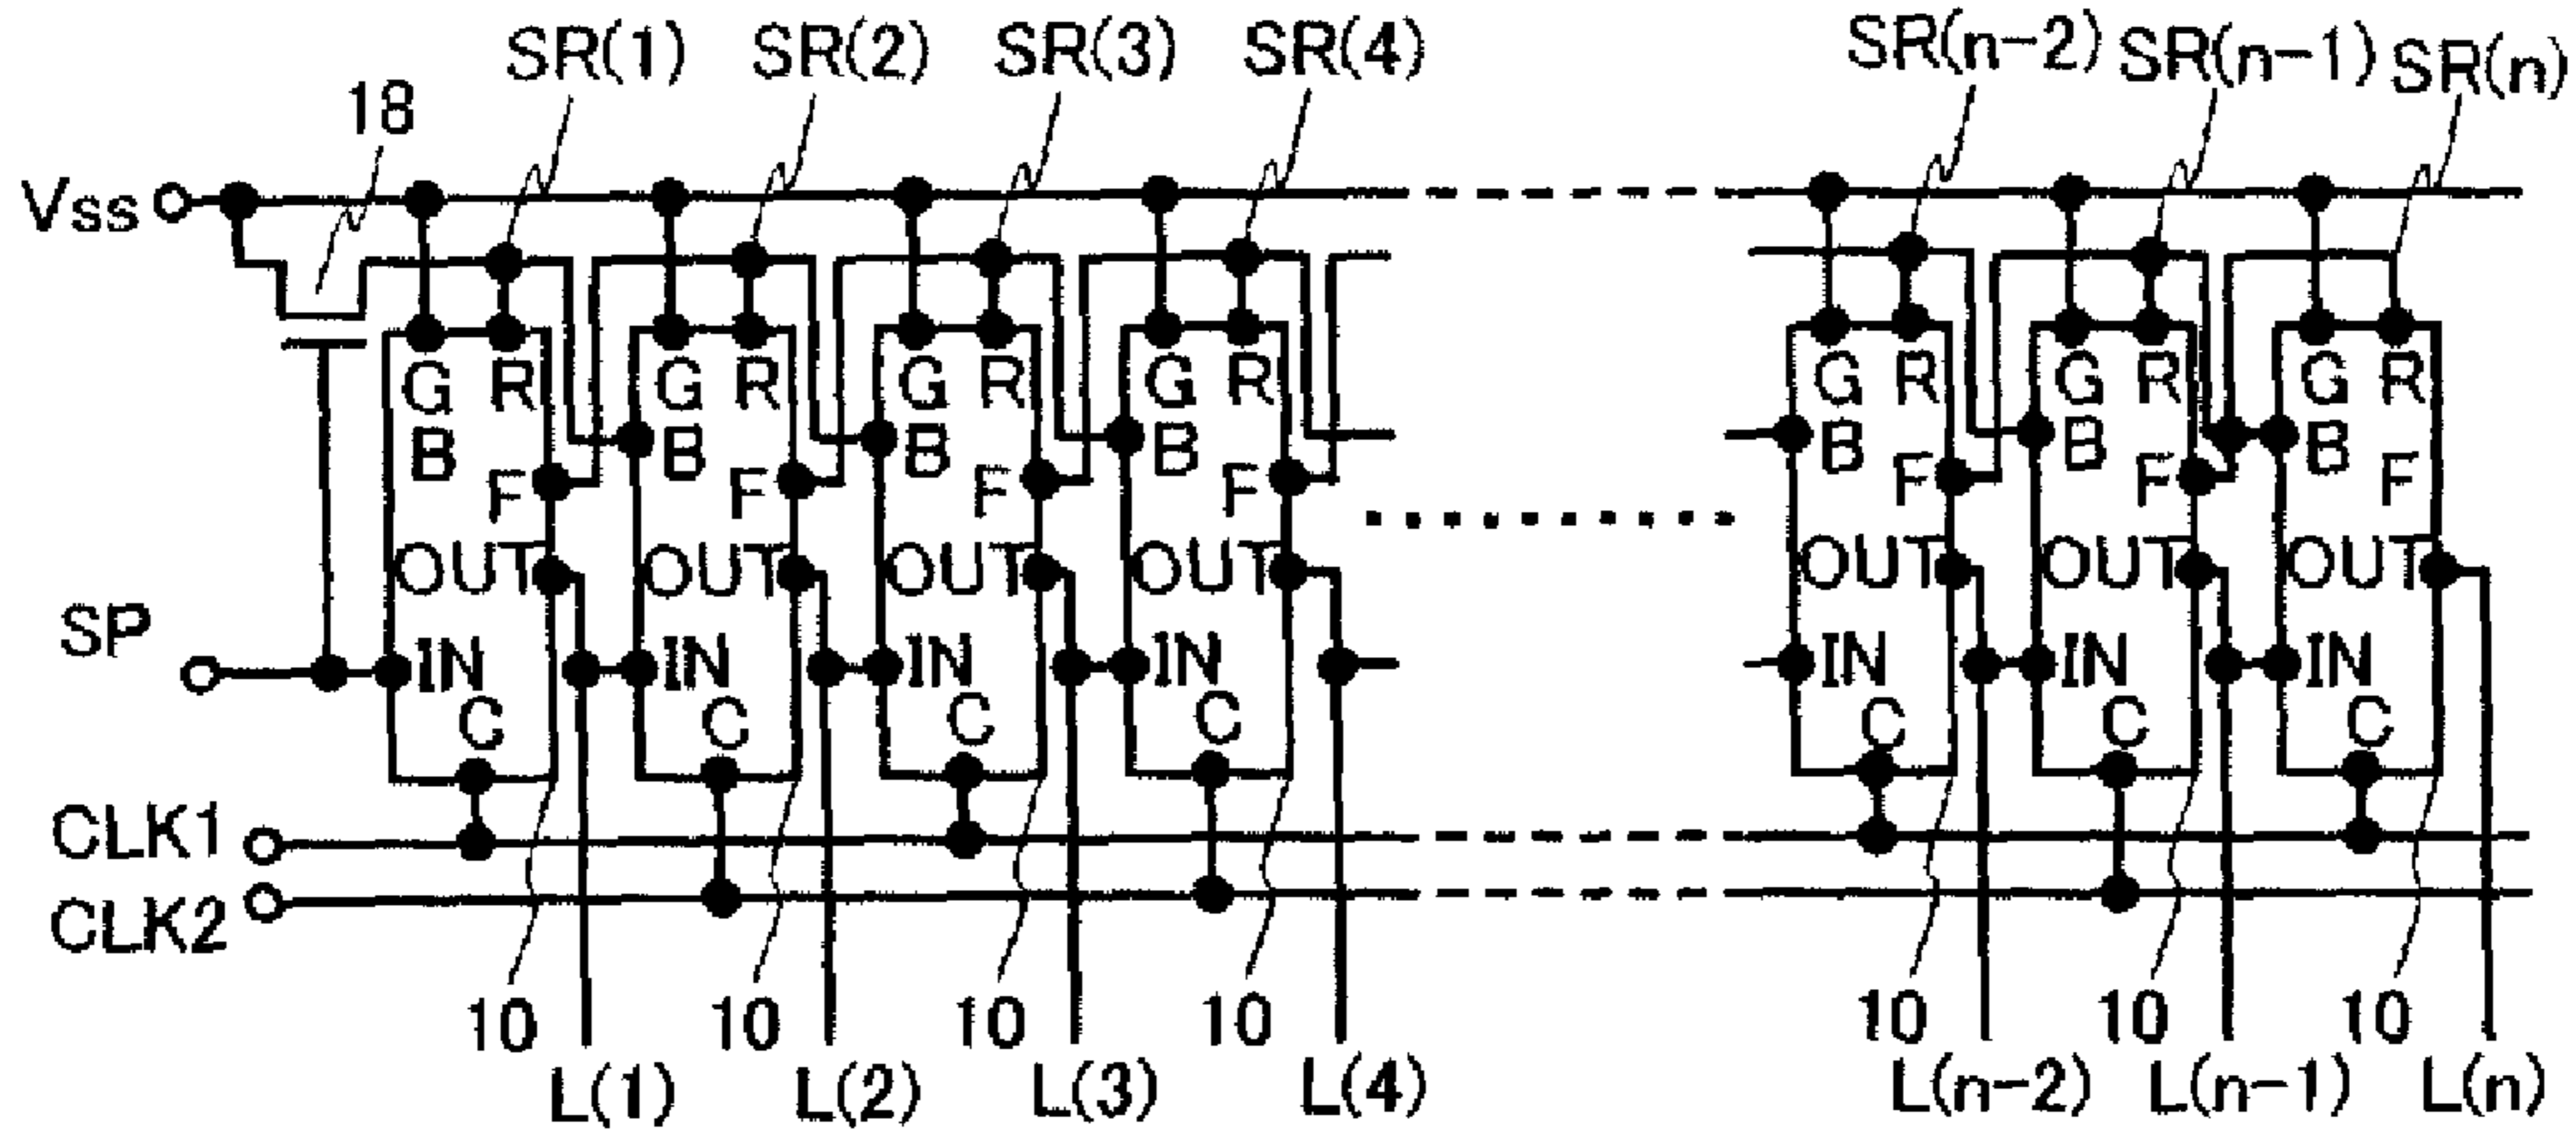 SR(1) SR(2) SR(3) SR(4) SR(n-2) SR(n-1) SR(n)
18
Vss
G R G R G R G R G R G R G R
B B B B B B B
F F F F F F F
OUT OUT OUT OUT OUT OUT OUT
SP
IN IN IN IN IN IN IN
C C C C C C C
CLK1
CLK2
10 10 10 10 10 10 10
L(1) L(2) L(3) L(4) L(n-2) L(n-1) L(n)